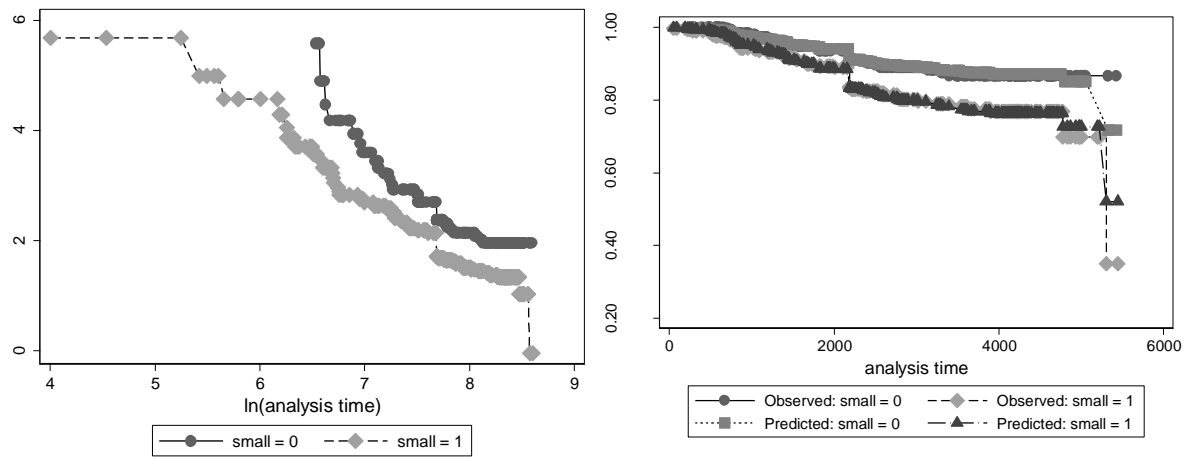 6
4
2
0
4 5 6 7 8 9
ln(analysis time)
small = 0 small = 1
1.00
0.80
0.60
0.40
0.20
0 2000 4000 6000
analysis time
Observed: small = 0 Observed: small = 1
Predicted: small = 0 Predicted: small = 1